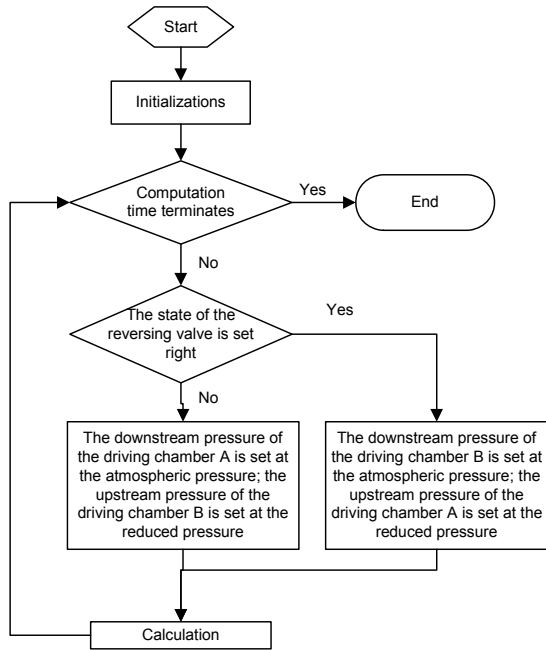 Start
Initializations
Computation
time terminates
Yes
End
No
The state of the
reversing valve is set
right
Yes
No
The downstream pressure of
the driving chamber A is set at
the atmospheric pressure; the
upstream pressure of the
driving chamber B is set at the
reduced pressure
The downstream pressure of
the driving chamber B is set at
the atmospheric pressure; the
upstream pressure of the
driving chamber A is set at the
reduced pressure
Calculation